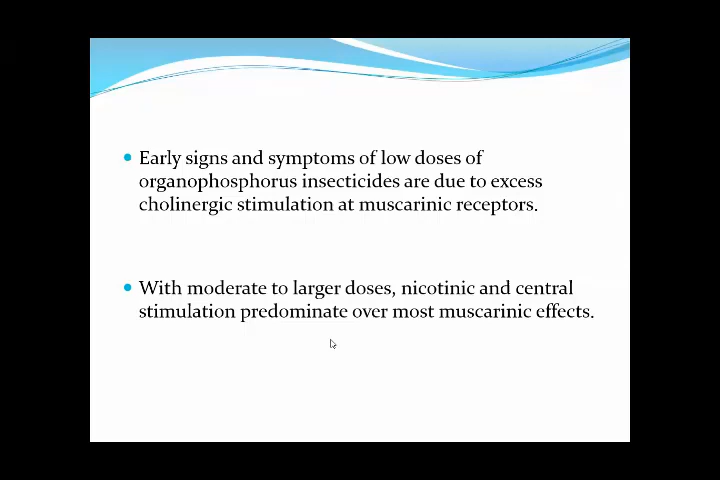 Early signs and symptoms of low doses of
organophosphorus insecticides are due to excess
cholinergic stimulation at muscarinic receptors.
With moderate to larger doses, nicotinic and central
stimulation predominate over most muscarinic effects.